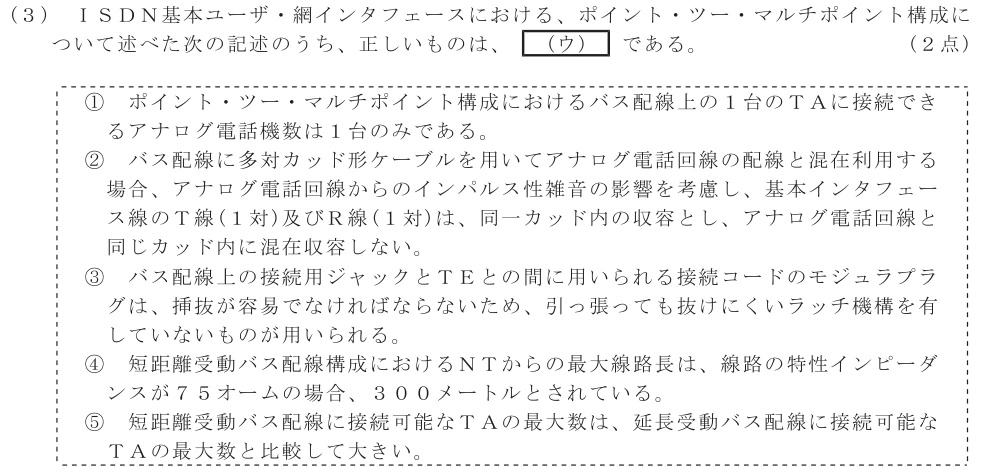 （３）　ＩＳＤＮ基本ユーザ・網インタフェースにおける、ポイント・ツー・マルチポイント構成に
ついて述べた次の記述のうち、正しいものは、（ウ）である。（２点）
①　ポイント・ツー・マルチポイント構成におけるバス配線上の１台のＴＡに接続でき
るアナログ電話機数は１台のみである。
②　バス配線に多対カッド形ケーブルを用いてアナログ電話回線の配線と混在利用する
場合、アナログ電話回線からのインパルス性雑音の影響を考慮し、基本インタフェー
ス線のＴ線(１対)及びＲ線(１対)は、同一カッド内の収容とし、アナログ電話回線と
同じカッド内に混在収容しない。
③　バス配線上の接続用ジャックとＴＥとの間に用いられる接続コードのモジュラプラ
グは、挿抜が容易でなければならないため、引っ張っても抜けにくいラッチ機構を有
していないものが用いられる。
④　短距離受動バス配線構成におけるＮＴからの最大線路長は、線路の特性インピーダ
ンスが７５オームの場合、３００メートルとされている。
⑤　短距離受動バス配線に接続可能なＴＡの最大数は、延長受動バス配線に接続可能な
ＴＡの最大数と比較して大きい。